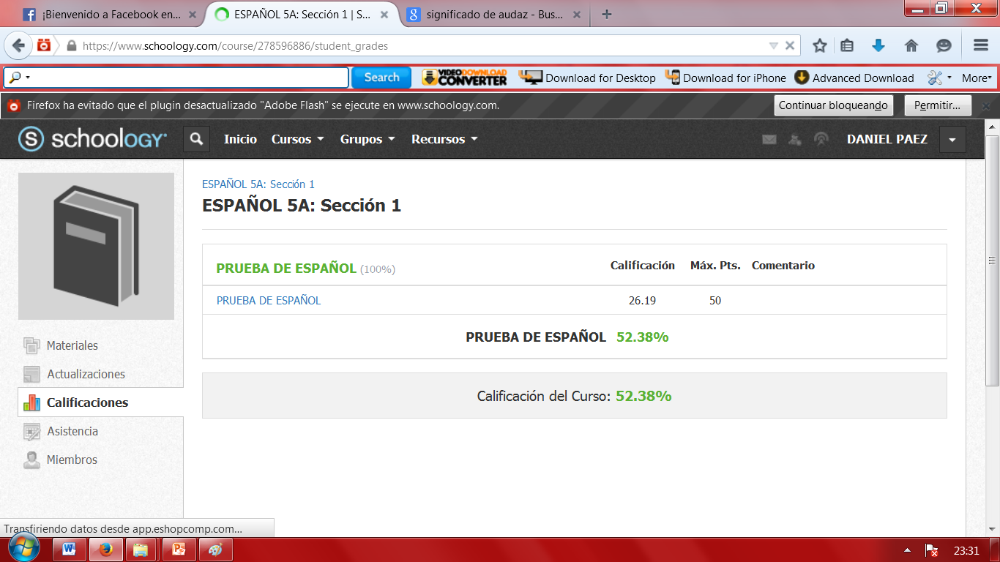 ¡Bienvenido a Facebook en...
ESPAÑOL 5A: Sección 1 | S...
significado de audaz - Bus...
https://www.schoology.com/course/278596886/student_grades
Search
VIDEO DOWNLOAD CONVERTER
Download for Desktop
Download for iPhone
Advanced Download
More
Firefox ha evitado que el plugin desactualizado "Adobe Flash" se ejecute en www.schoology.com.
Continuar bloqueando
Permitir...
S schoology
Inicio
Cursos
Grupos
Recursos
DANIEL PAEZ
ESPAÑOL 5A: Sección 1
ESPAÑOL 5A: Sección 1
PRUEBA DE ESPAÑOL (100%) Calificación Máx. Pts. Comentario
PRUEBA DE ESPAÑOL 26.19 50
PRUEBA DE ESPAÑOL 52.38%
Calificación del Curso: 52.38%
Materiales
Actualizaciones
Calificaciones
Asistencia
Miembros
Transfiriendo datos desde app.eshopcomp.com...
23:31